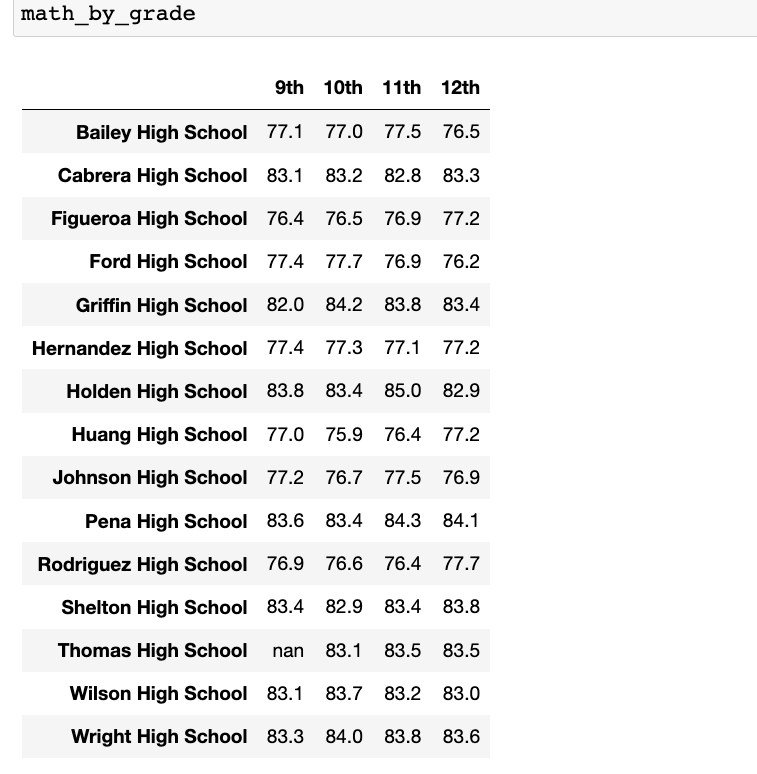 math_by_grade
9th 10th 11th 12th
Bailey High School 77.1 77.0 77.5 76.5
Cabrera High School 83.1 83.2 82.8 83.3
Figueroa High School 76.4 76.5 76.9 77.2
Ford High School 77.4 77.7 76.9 76.2
Griffin High School 82.0 84.2 83.8 83.4
Hernandez High School 77.4 77.3 77.1 77.2
Holden High School 83.8 83.4 85.0 82.9
Huang High School 77.0 75.9 76.4 77.2
Johnson High School 77.2 76.7 77.5 76.9
Pena High School 83.6 83.4 84.3 84.1
Rodriguez High School 76.9 76.6 76.4 77.7
Shelton High School 83.4 82.9 83.4 83.8
Thomas High School nan 83.1 83.5 83.5
Wilson High School 83.1 83.7 83.2 83.0
Wright High School 83.3 84.0 83.8 83.6